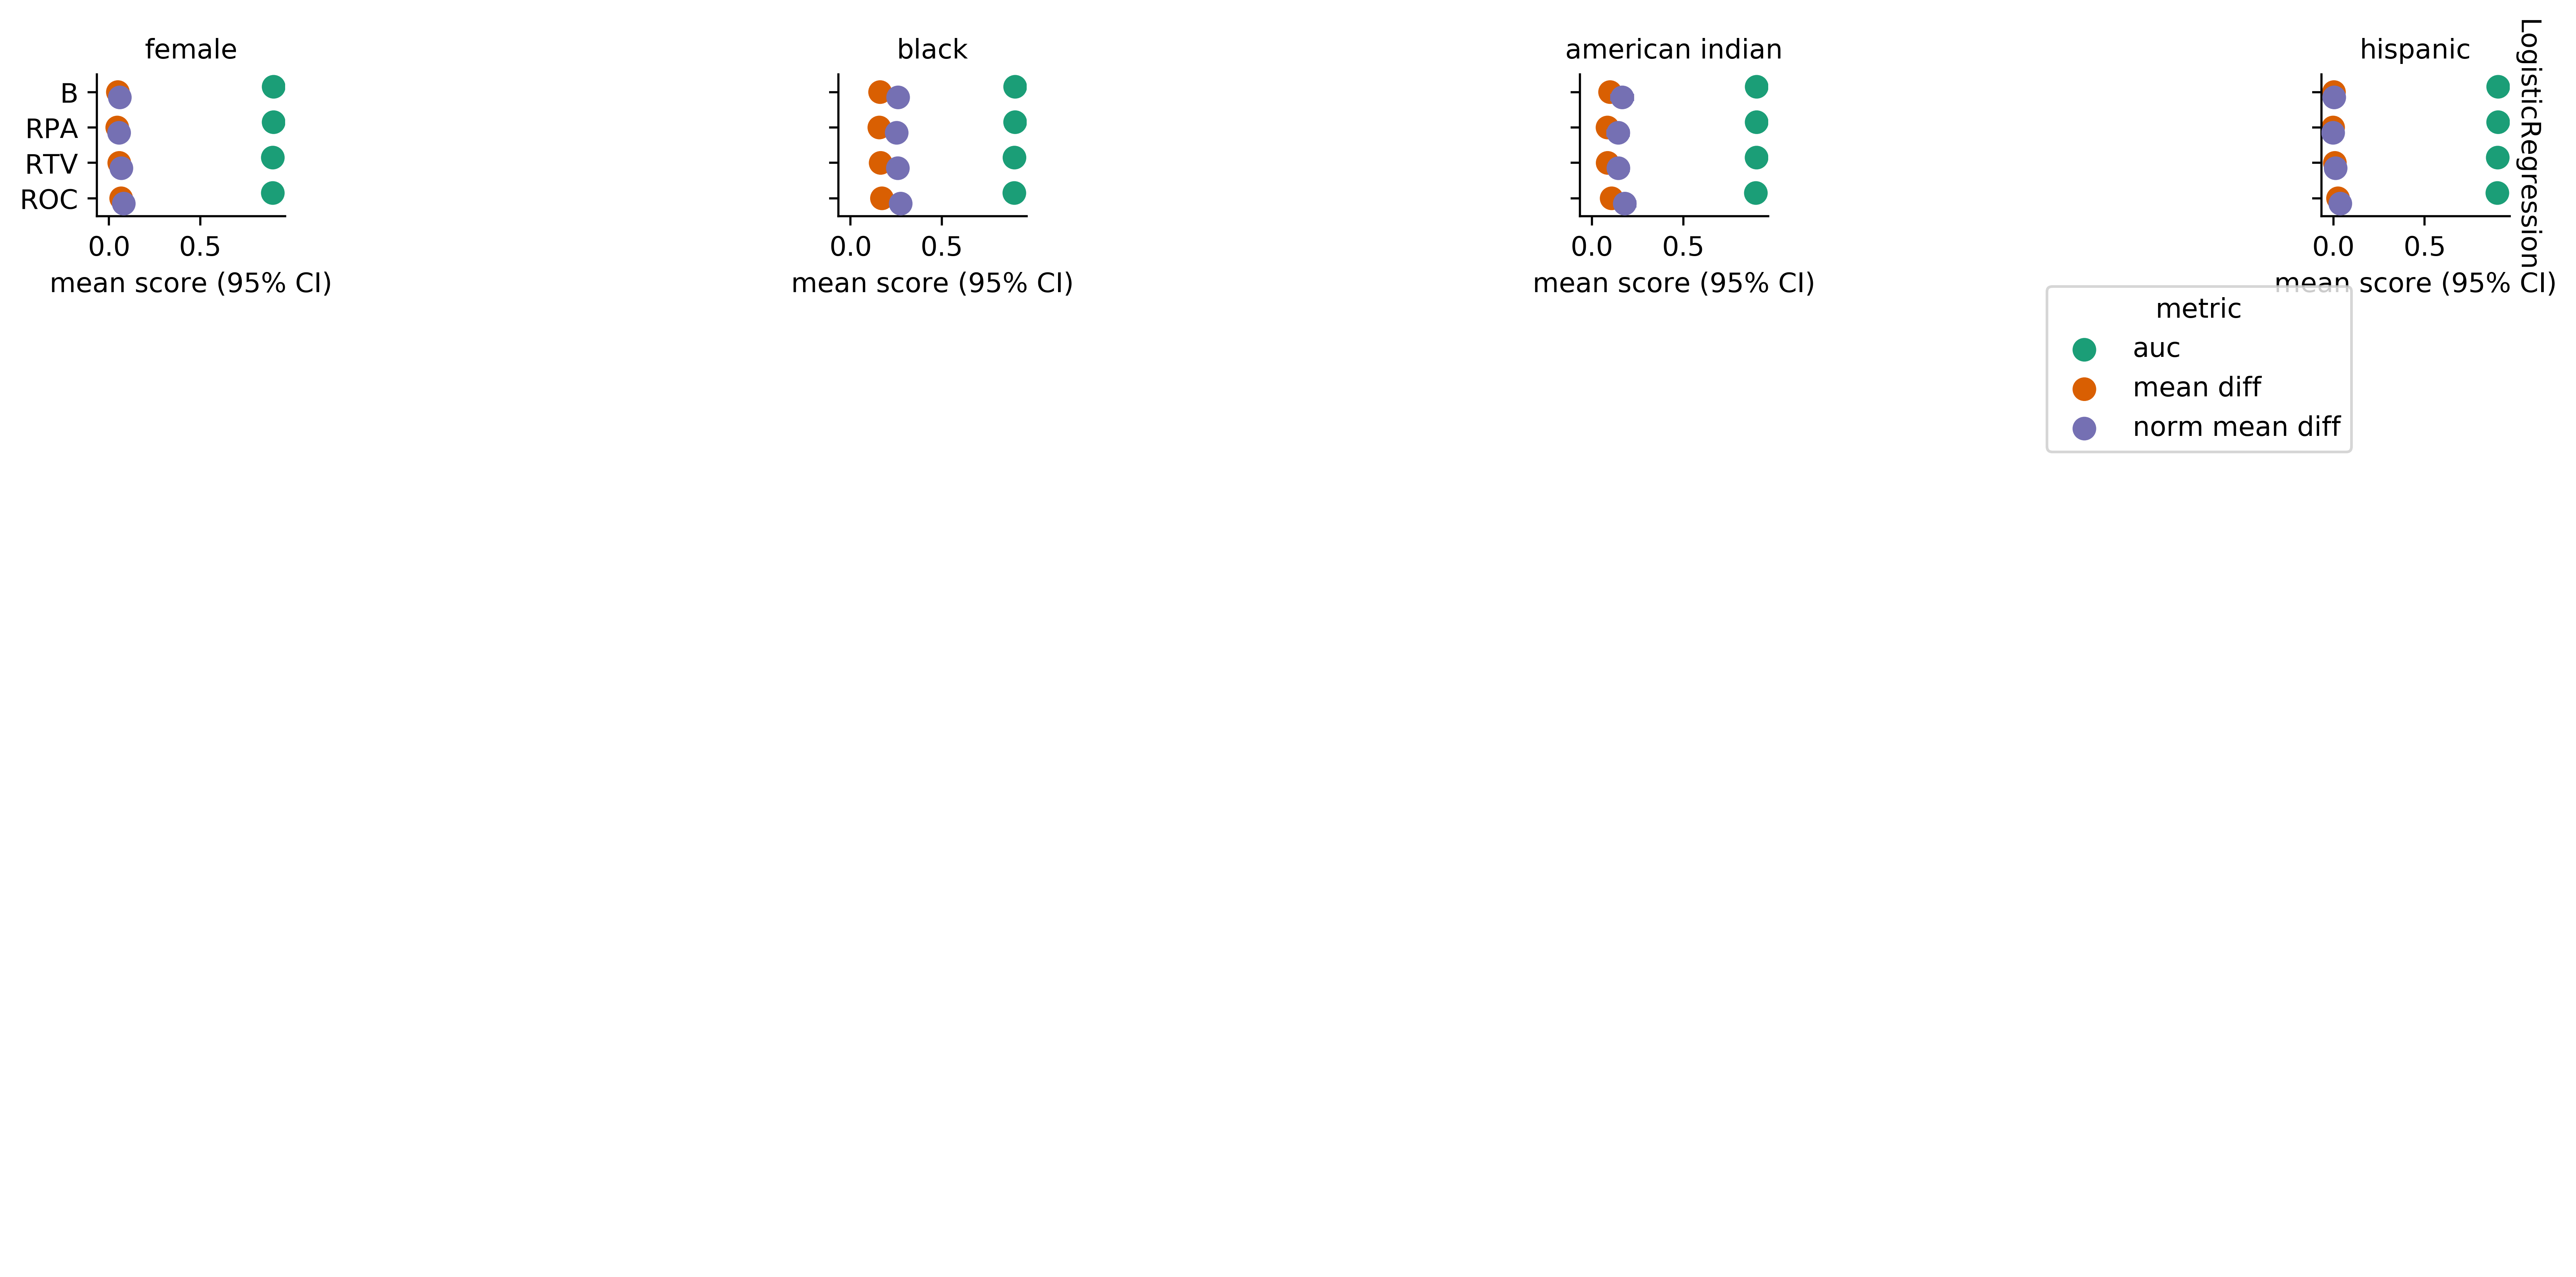 female
black
american indian
hispanic
LogisticRegression
B
RPA
RTV
ROC
0.0 0.5
0.0 0.5
0.0 0.5
0.0 0.5
mean score (95% CI)
mean score (95% CI)
mean score (95% CI)
mean score (95% CI)
metric
auc
mean diff
norm mean diff